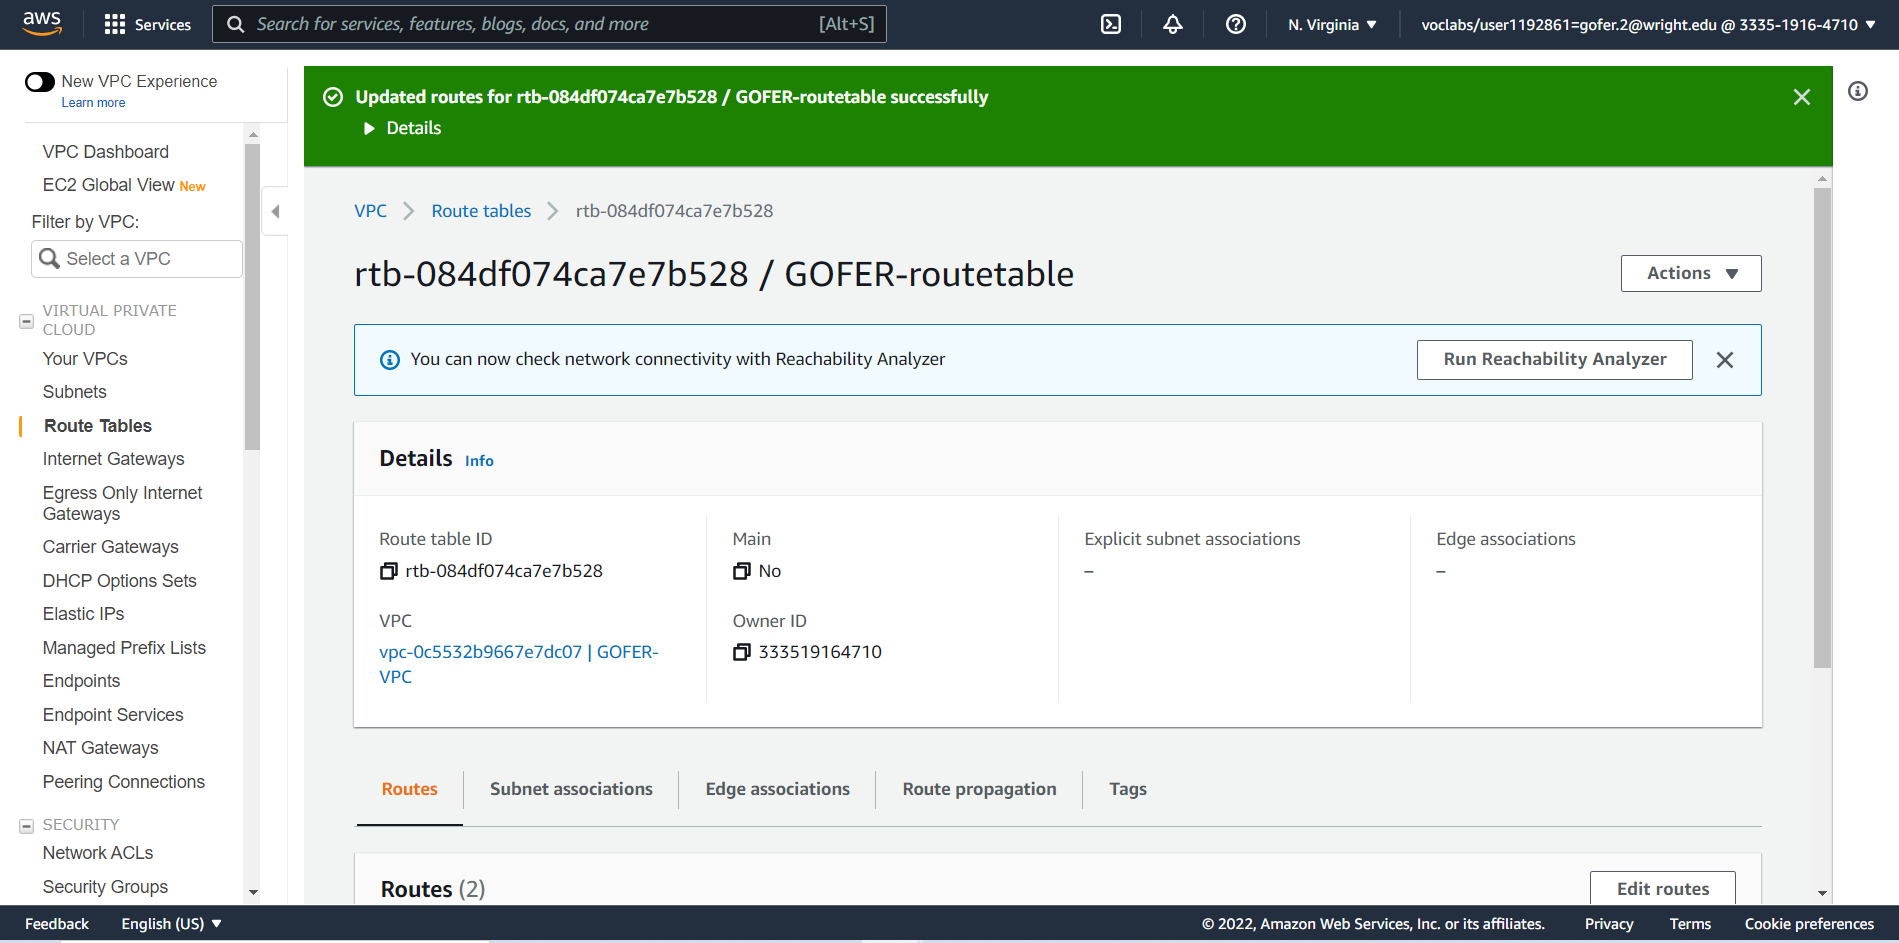 aws
Services
Search for services, features, blogs, docs, and more
[Alt+S]
N. Virginia
voclabs/user1192861=gofer.2@wright.edu @ 3335-1916-4710
New VPC Experience
Learn more
VPC Dashboard
EC2 Global View New
Filter by VPC:
Select a VPC
VIRTUAL PRIVATE
CLOUD
Your VPCs
Subnets
Route Tables
Internet Gateways
Egress Only Internet
Gateways
Carrier Gateways
DHCP Options Sets
Elastic IPs
Managed Prefix Lists
Endpoints
Endpoint Services
NAT Gateways
Peering Connections
SECURITY
Network ACLs
Security Groups
Updated routes for rtb-084df074ca7e7b528 / GOFER-routetable successfully
Details
VPC
Route tables
rtb-084df074ca7e7b528
rtb-084df074ca7e7b528 / GOFER-routetable
Actions
You can now check network connectivity with Reachability Analyzer
Run Reachability Analyzer
Details Info
Route table ID
rtb-084df074ca7e7b528
VPC
vpc-0c5532b9667e7dc07 | GOFER-
VPC
Main
No
Owner ID
333519164710
Explicit subnet associations
–
Edge associations
–
Routes
Subnet associations
Edge associations
Route propagation
Tags
Routes (2)
Edit routes
Feedback
English (US)
© 2022, Amazon Web Services, Inc. or its affiliates.
Privacy
Terms
Cookie preferences